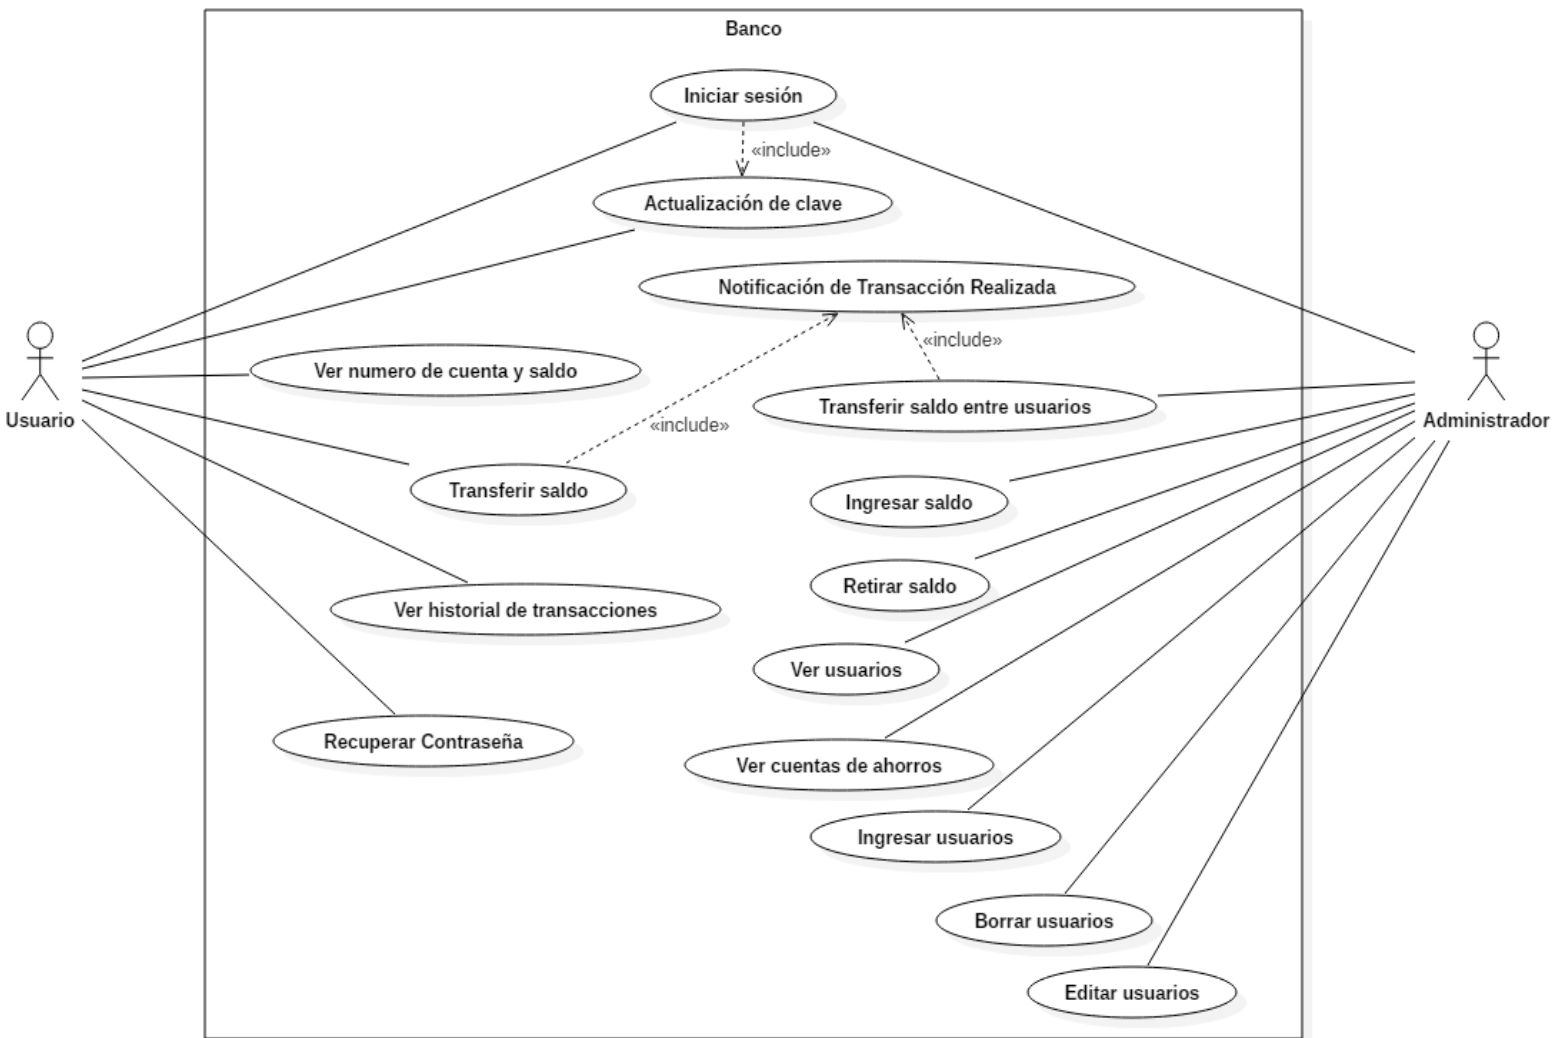 Banco
Iniciar sesión
«include»
Actualización de clave
Notificación de Transacción Realizada
«include»
Ver numero de cuenta y saldo
Transferir saldo entre usuarios
Usuario
Administrador
«include»
Transferir saldo
Ingresar saldo
Retirar saldo
Ver historial de transacciones
Ver usuarios
Recuperar Contraseña
Ver cuentas de ahorros
Ingresar usuarios
Borrar usuarios
Editar usuarios